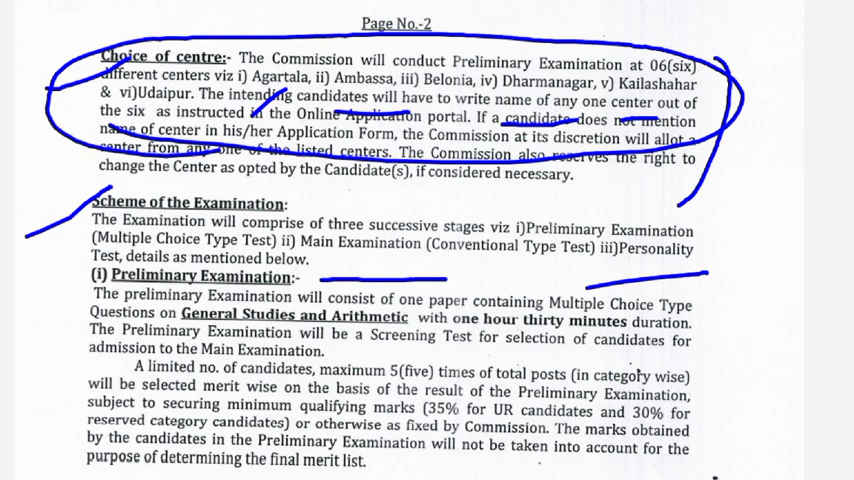 Page No.-2
Choice of centre:- The Commission will conduct Preliminary Examination at 06(six)
different centers viz i) Agartala, ii) Ambassa, iii) Belonia, iv) Dharmanagar, v) Kailashahar
& vi)Udaipur. The intending candidates will have to write name of any one center out of
the six as instructed in the Online Application portal. If a candidate does not mention
name of center in his/her Application Form, the Commission at its discretion will allot a
center from any one of the listed centers. The Commission also reserves the right to
change the Center as opted by the Candidate(s), if considered necessary.
Scheme of the Examination:
The Examination will comprise of three successive stages viz i)Preliminary Examination
(Multiple Choice Type Test) ii) Main Examination (Conventional Type Test) iii)Personality
Test, details as mentioned below.
(i) Preliminary Examination:-
The preliminary Examination will consist of one paper containing Multiple Choice Type
Questions on General Studies and Arithmetic with one hour thirty minutes duration.
The Preliminary Examination will be a Screening Test for selection of candidates for
admission to the Main Examination.
A limited no. of candidates, maximum 5(five) times of total posts (in category wise)
will be selected merit wise on the basis of the result of the Preliminary Examination,
subject to securing minimum qualifying marks (35% for UR candidates and 30% for
reserved category candidates) or otherwise as fixed by Commission. The marks obtained
by the candidates in the Preliminary Examination will not be taken into account for the
purpose of determining the final merit list.